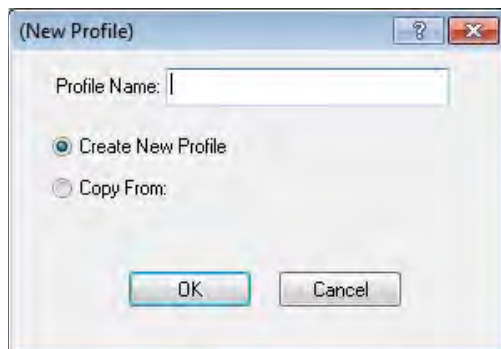 (New Profile)
?
Profile Name:
Create New Profile
Copy From:
OK Cancel